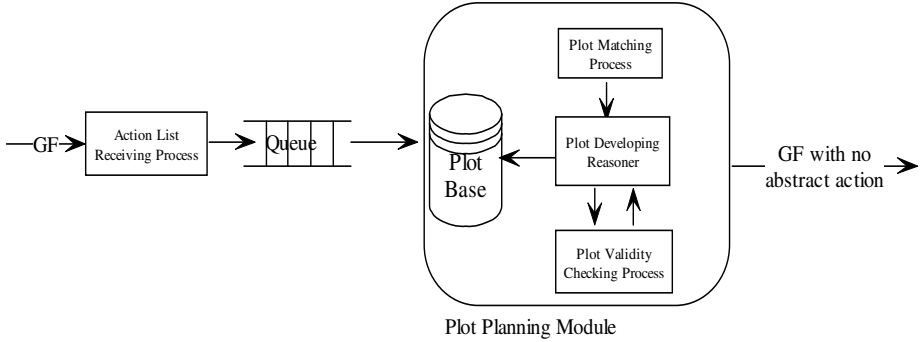 GF
Action List
Receiving Process
Queue
Plot
Base
Plot Matching
Process
Plot Developing
Reasoner
Plot Validity
Checking Process
GF with no
abstract action
Plot Planning Module